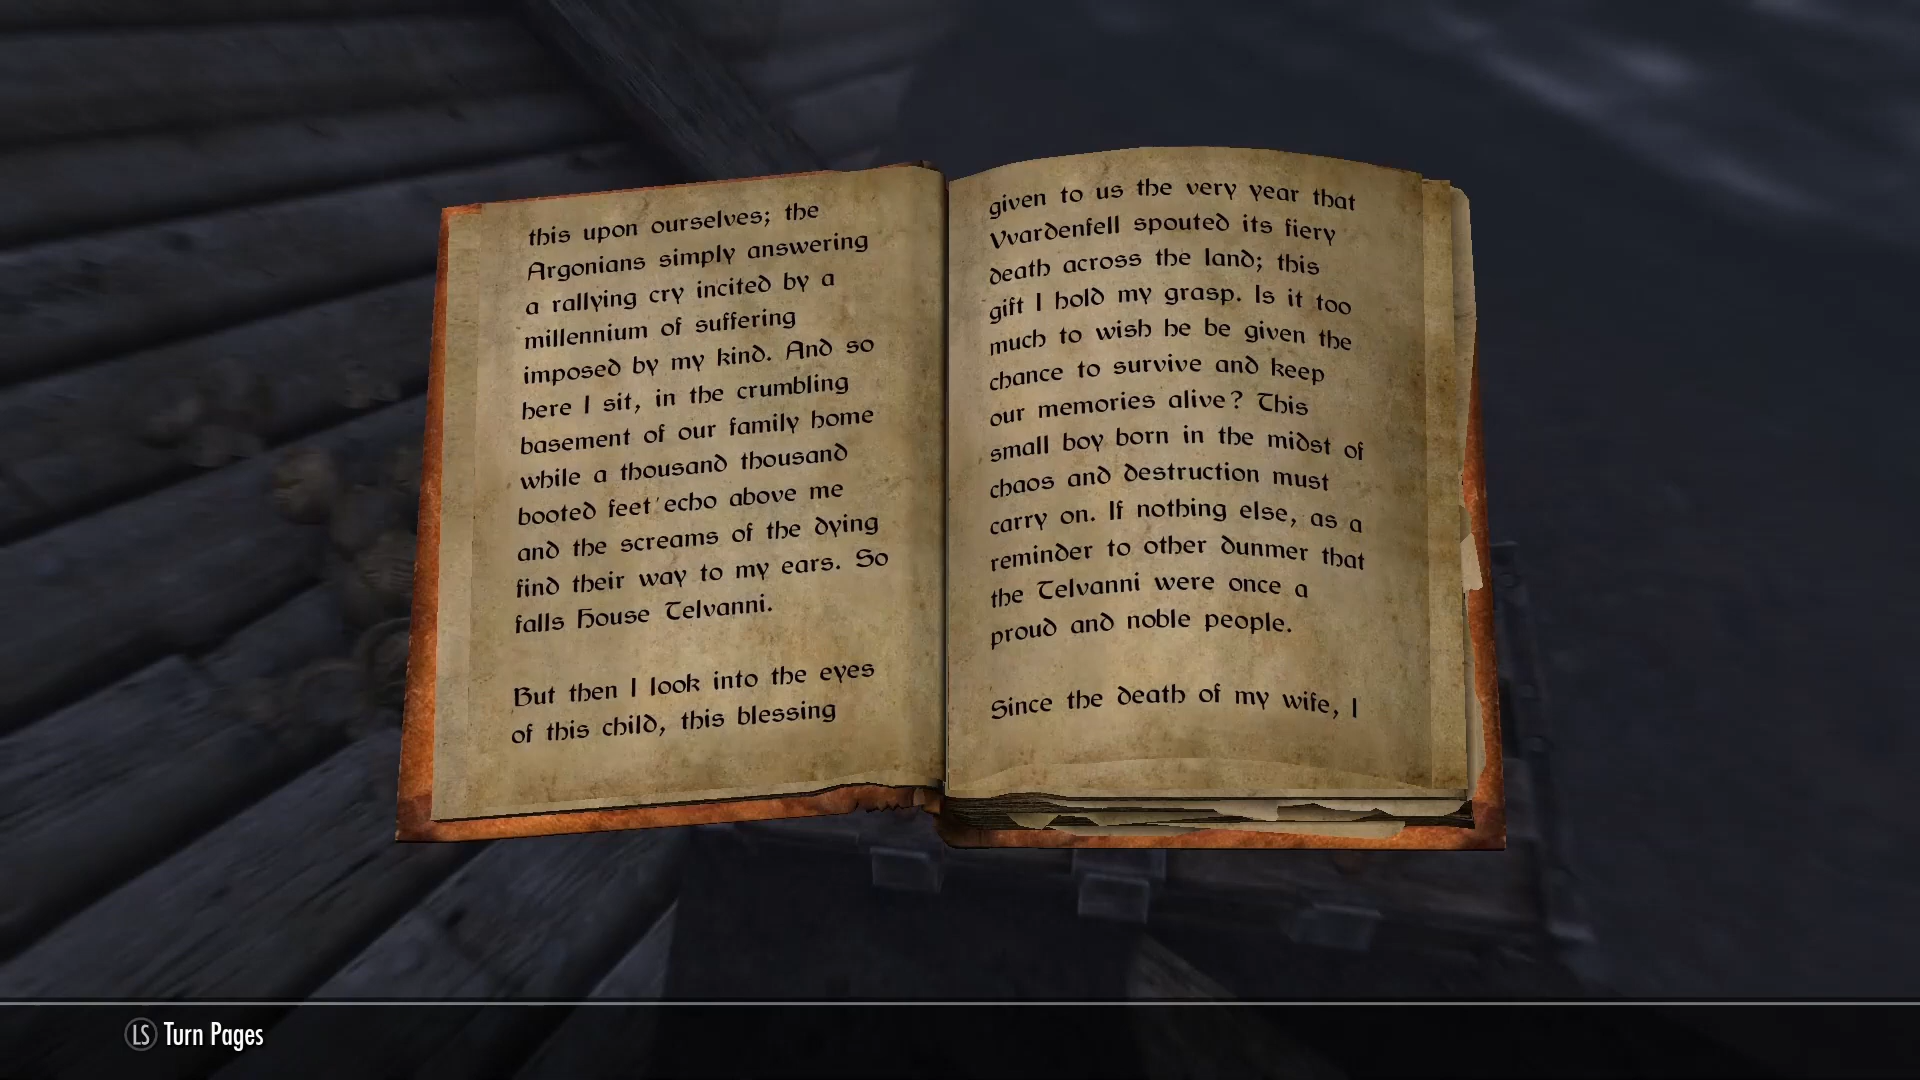 this upon ourselves; the
Argonians simply answering
a rallying cry incited by a
millennium of suffering
imposed by my kind. And so
here I sit, in the crumbling
basement of our family home
while a thousand thousand
booted feet echo above me
and the screams of the dying
find their way to my ears. So
falls House Telvanni.
But then I look into the eyes
of this child, this blessing
given to us the very year that
Vvardenfell spouted its fiery
death across the land; this
gift I hold my grasp. Is it too
much to wish he be given the
chance to survive and keep
our memories alive? This
small boy born in the midst of
chaos and destruction must
carry on. If nothing else, as a
reminder to other dunmer that
the Telvanni were once a
proud and noble people.
Since the death of my wife, I
LS Turn Pages